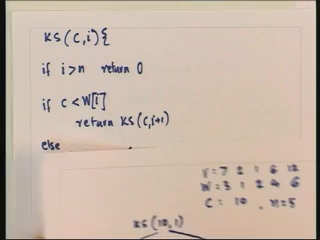 KS(C,i){
if i>n return 0
if C<W[i]
return KS(C,i+1)
else
V=7 2 1 6 12
W=3 1 2 4 6
C= 10 , n=5
KS(10,1)